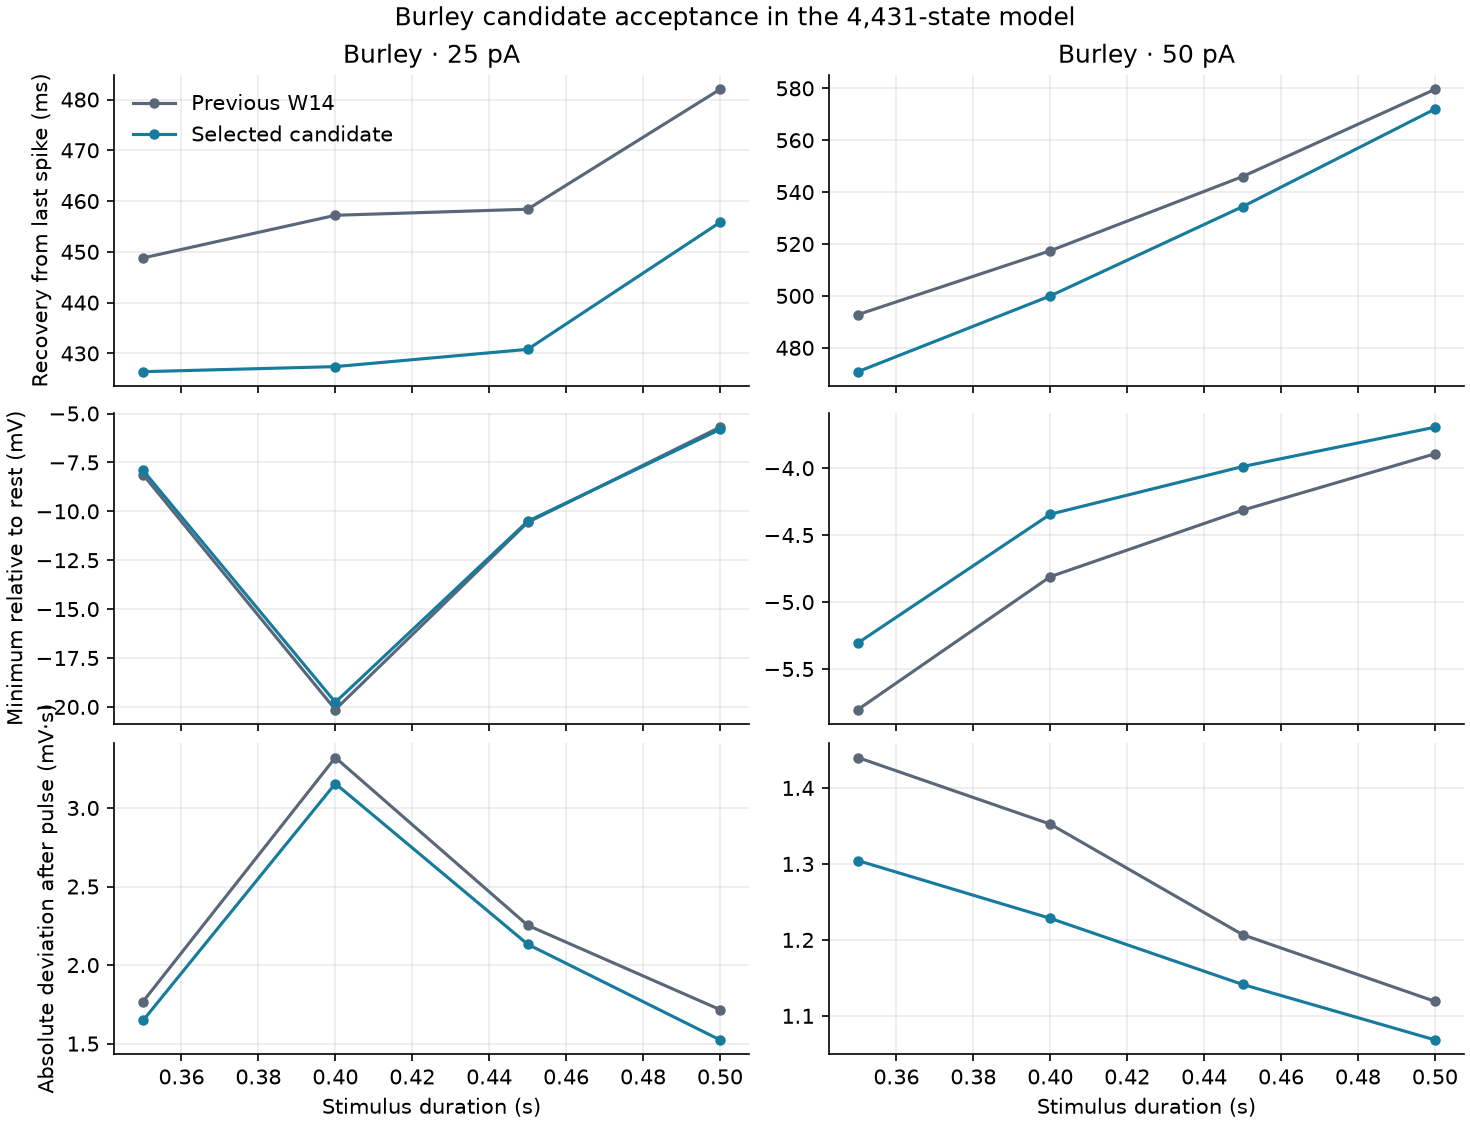 Burley candidate acceptance in the 4,431-state model
Burley · 25 pA
Burley · 50 pA
Recovery from last spike (ms)
480
470
460
450
440
430
Previous W14
Selected candidate
580
560
540
520
500
480
Minimum relative to rest (mV)
−5.0
−7.5
−10.0
−12.5
−15.0
−17.5
−20.0
−4.0
−4.5
−5.0
−5.5
Absolute deviation after pulse (mV·s)
3.0
2.5
2.0
1.5
1.4
1.3
1.2
1.1
0.36 0.38 0.40 0.42 0.44 0.46 0.48 0.50
0.36 0.38 0.40 0.42 0.44 0.46 0.48 0.50
Stimulus duration (s)
Stimulus duration (s)